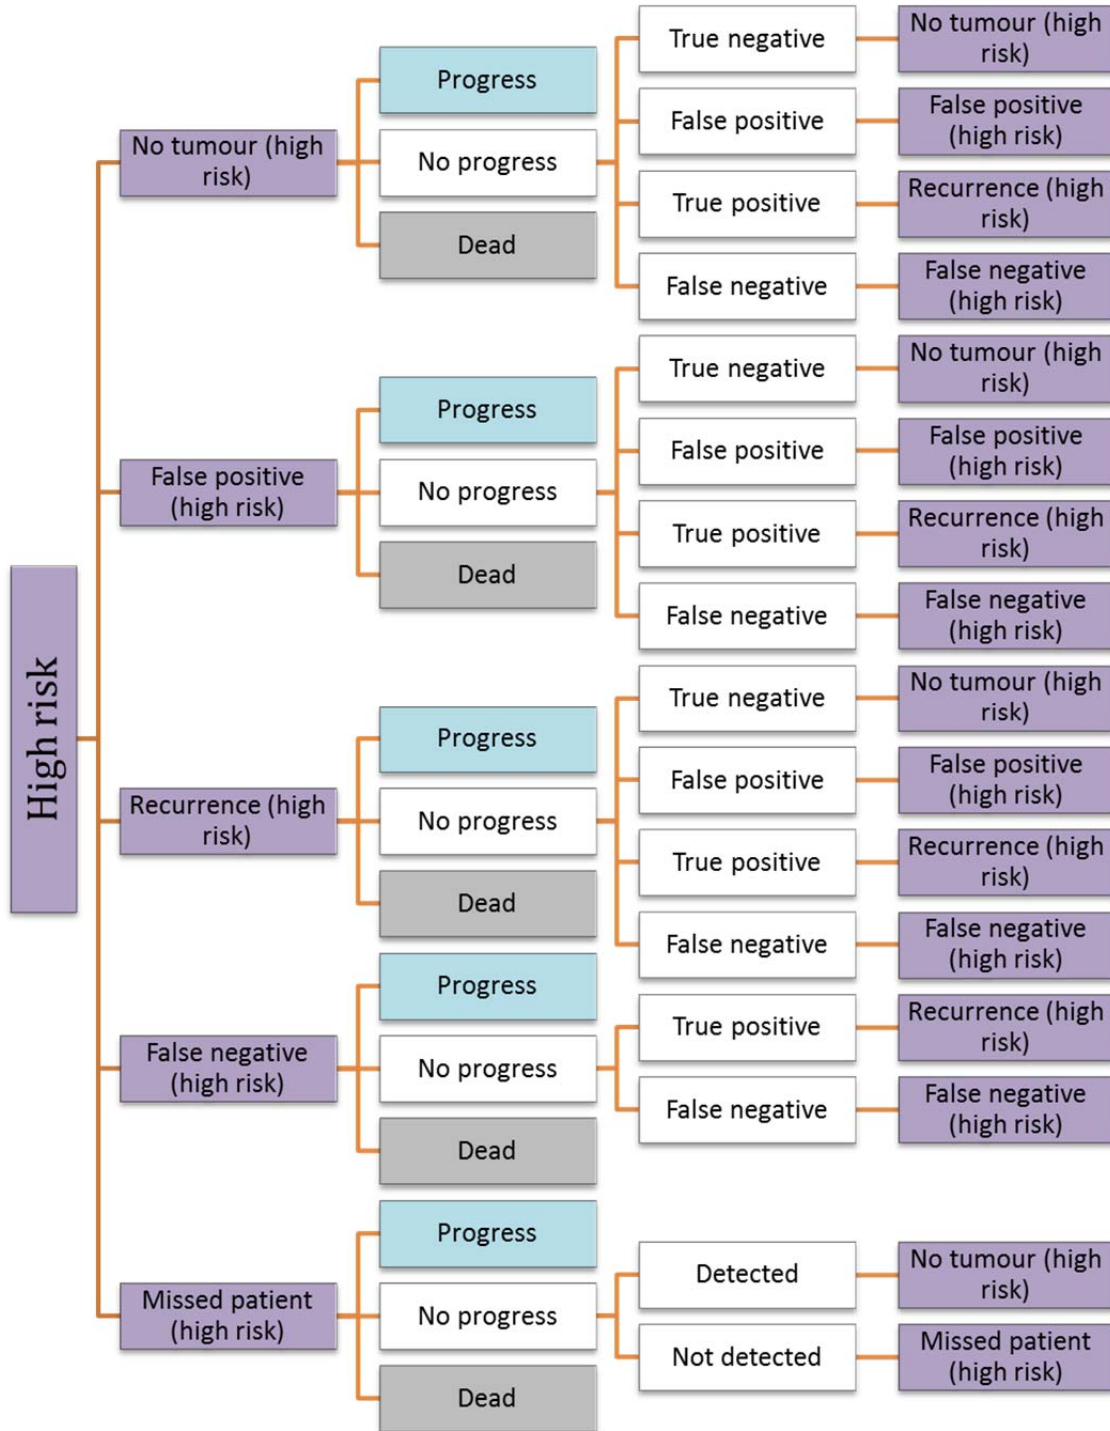 High risk
No tumour (high
risk)
Progress
No progress
Dead
True negative
No tumour (high
risk)
False positive
False positive
(high risk)
True positive
Recurrence (high
risk)
False negative
False negative
(high risk)
False positive
(high risk)
Progress
No progress
Dead
True negative
No tumour (high
risk)
False positive
False positive
(high risk)
True positive
Recurrence (high
risk)
False negative
False negative
(high risk)
Recurrence (high
risk)
Progress
No progress
Dead
True negative
No tumour (high
risk)
False positive
False positive
(high risk)
True positive
Recurrence (high
risk)
False negative
False negative
(high risk)
False negative
(high risk)
Progress
No progress
Dead
True positive
Recurrence (high
risk)
False negative
False negative
(high risk)
Missed patient
(high risk)
Progress
No progress
Dead
Detected
No tumour (high
risk)
Not detected
Missed patient
(high risk)